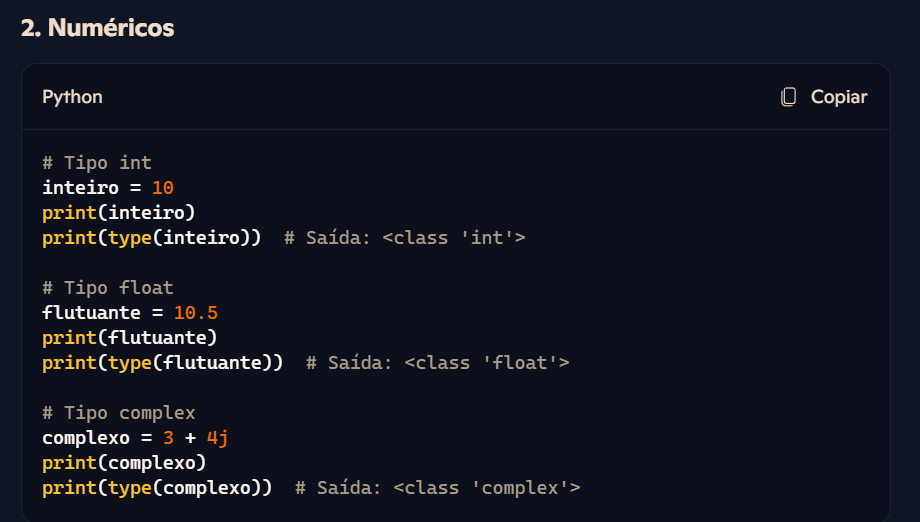 2. Numéricos
Python
Copiar
# Tipo int
inteiro = 10
print(inteiro)
print(type(inteiro))  # Saída: <class 'int'>
# Tipo float
flutuante = 10.5
print(flutuante)
print(type(flutuante))  # Saída: <class 'float'>
# Tipo complex
complexo = 3 + 4j
print(complexo)
print(type(complexo))  # Saída: <class 'complex'>